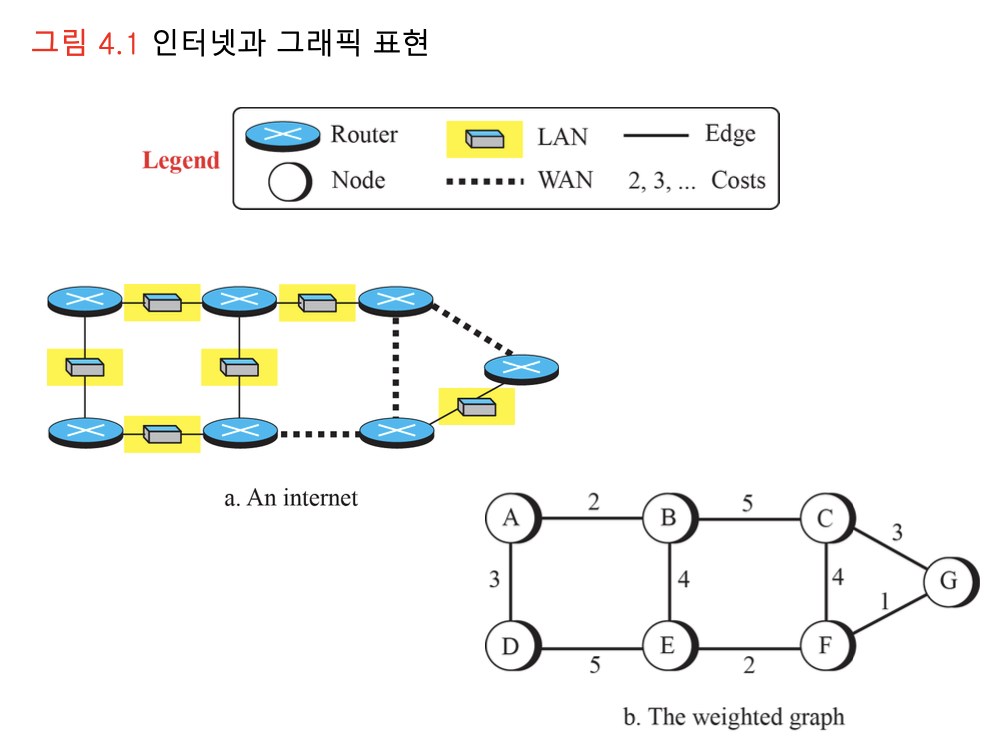 그림 4.1 인터넷과 그래픽 표현
Legend
Router
LAN
Edge
Node
WAN
2, 3, ... Costs
a. An internet
A
2
B
5
C
3
3
4
4
G
1
D
5
E
2
F
b. The weighted graph